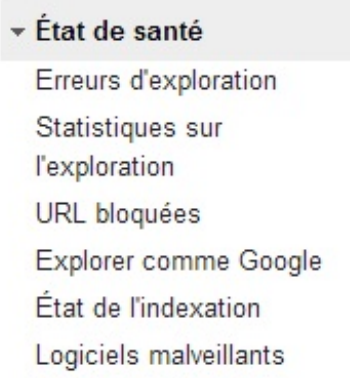 État de santé
Erreurs d'exploration
Statistiques sur
l'exploration
URL bloquées
Explorer comme Google
État de l'indexation
Logiciels malveillants